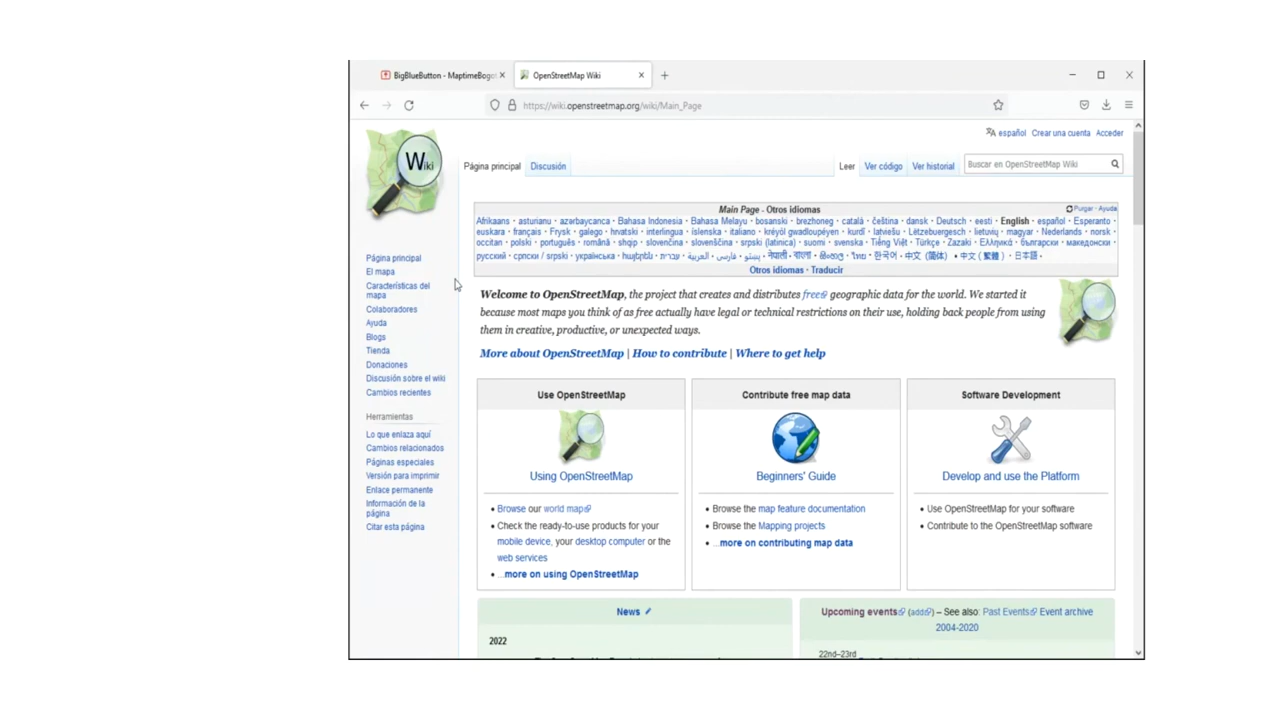 BigBlueButton - MaptimeBogo
OpenStreetMap Wiki
https://wiki.openstreetmap.org/wiki/Main_Page
español Crear una cuenta Acceder
Wiki
Página principal Discusión Leer Ver código Ver historial Buscar en OpenStreetMap Wiki
Main Page - Otros idiomas Purgar · Ayuda
Afrikaans · asturianu · azərbaycanca · Bahasa Indonesia · Bahasa Melayu · bosanski · brezhoneg · català · čeština · dansk · Deutsch · eesti · English · español · Esperanto ·
euskara · français · Frysk · galego · hrvatski · interlingua · íslenska · italiano · kréyòl gwadloupéyen · kurdî · latviešu · Lëtzebuergesch · lietuvių · magyar · Nederlands · norsk ·
occitan · polski · português · română · shqip · slovenčina · slovenščina · srpski (latinica) · suomi · svenska · Tiếng Việt · Türkçe · Zazaki · Ελληνικά · български · македонски ·
русский · српски / srpski · українська · հայերեն · עברית · العربية · فارسی · پښتو · नेपाली · বাংলা · සිංහල · ไทย · 한국어 · 中文 (简体) · 中文 (繁體) · 日本語 ·
Otros idiomas · Traducir
Página principal
El mapa
Características del
mapa
Colaboradores
Ayuda
Blogs
Tienda
Donaciones
Discusión sobre el wiki
Cambios recientes
Herramientas
Lo que enlaza aquí
Cambios relacionados
Páginas especiales
Versión para imprimir
Enlace permanente
Información de la
página
Citar esta página
Welcome to OpenStreetMap, the project that creates and distributes free geographic data for the world. We started it
because most maps you think of as free actually have legal or technical restrictions on their use, holding back people from using
them in creative, productive, or unexpected ways.
More about OpenStreetMap | How to contribute | Where to get help
Use OpenStreetMap
Using OpenStreetMap
• Browse our world map
• Check the ready-to-use products for your
mobile device, your desktop computer or the
web services
• …more on using OpenStreetMap
Contribute free map data
Beginners' Guide
• Browse the map feature documentation
• Browse the Mapping projects
• …more on contributing map data
Software Development
Develop and use the Platform
• Use OpenStreetMap for your software
• Contribute to the OpenStreetMap software
News
2022
Upcoming events (add) – See also: Past Events Event archive
2004-2020
22nd–23rd